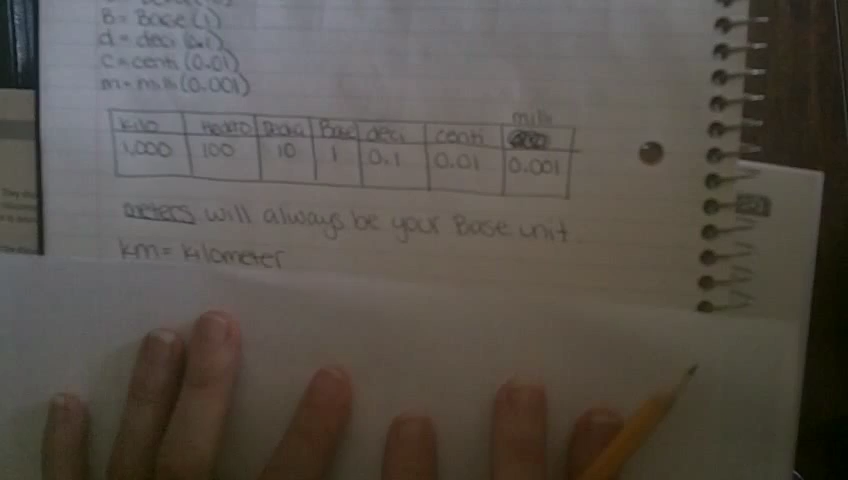 B = Base (1)
d = deci (0.1)
c = centi (0.01)
m = milli (0.001)
milli
Kilo Hecto Decka Base deci centi
1,000 100 10 1 0.1 0.01 0.001
meters will always be your Base unit.
km = kilometer